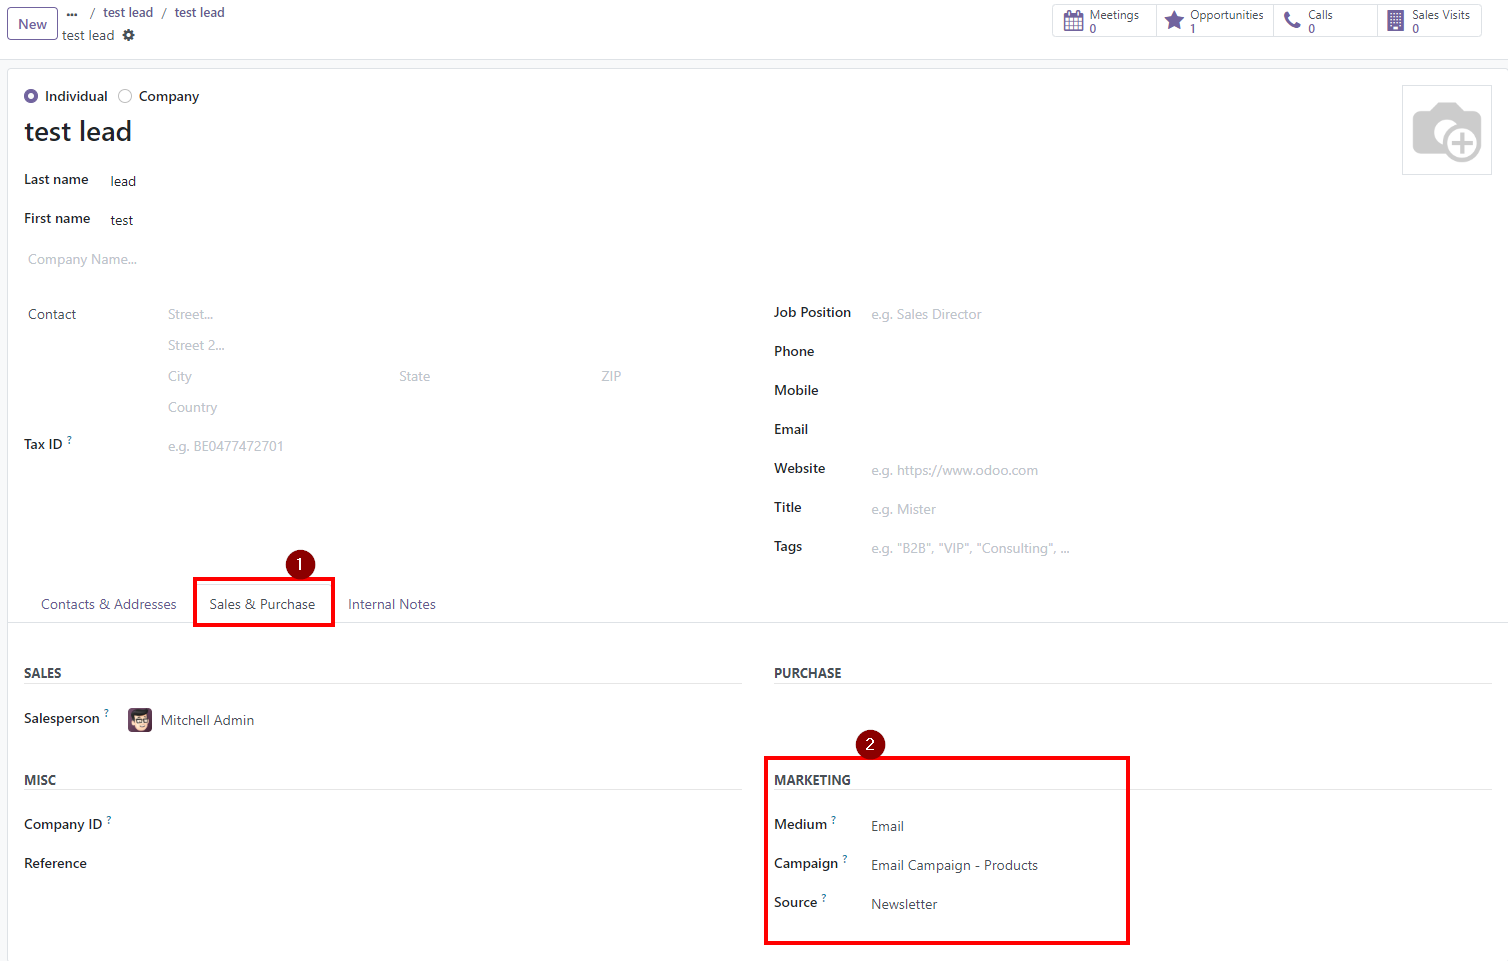 New
... / test lead / test lead
test lead
Meetings
0
Opportunities
1
Calls
0
Sales Visits
0
Individual Company
test lead
Last name lead
First name test
Company Name...
Contact Street...
Street 2...
City State ZIP
Country
Tax ID ? e.g. BE0477472701
Job Position e.g. Sales Director
Phone
Mobile
Email
Website e.g. https://www.odoo.com
Title e.g. Mister
Tags e.g. "B2B", "VIP", "Consulting", ...
1
Contacts & Addresses Sales & Purchase Internal Notes
SALES
Salesperson ? Mitchell Admin
PURCHASE
MISC
Company ID ?
Reference
2
MARKETING
Medium ? Email
Campaign ? Email Campaign - Products
Source ? Newsletter